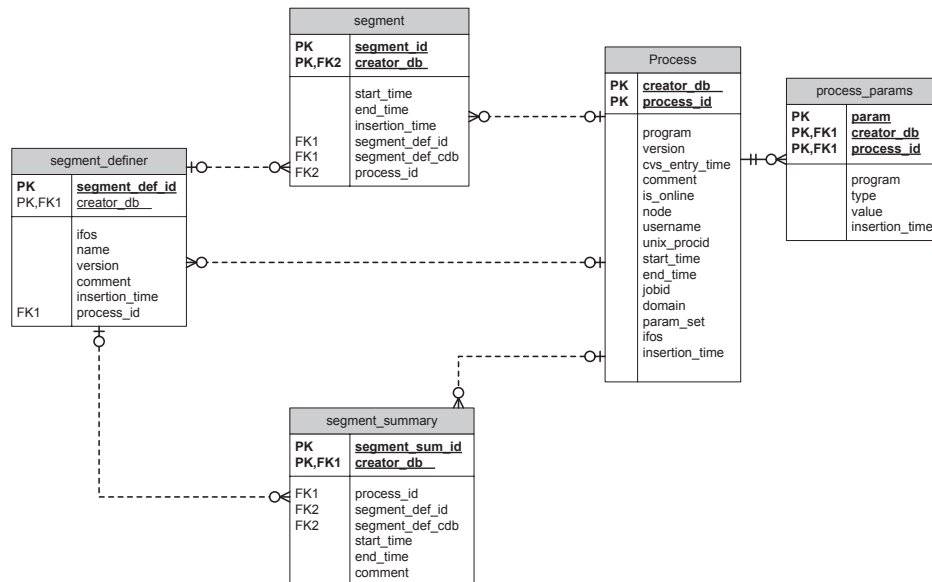 segment
PK segment_id
PK,FK2 creator_db
start_time
end_time
insertion_time
FK1 segment_def_id
FK1 segment_def_cdb
FK2 process_id
Process
PK creator_db
PK process_id
program
version
cvs_entry_time
comment
is_online
node
username
unix_procid
start_time
end_time
jobid
domain
param_set
ifos
insertion_time
process_params
PK param
PK,FK1 creator_db
PK,FK1 process_id
program
type
value
insertion_time
segment_definer
PK segment_def_id
PK,FK1 creator_db
ifos
name
version
comment
insertion_time
FK1 process_id
segment_summary
PK segment_sum_id
PK,FK1 creator_db
FK1 process_id
FK2 segment_def_id
FK2 segment_def_cdb
start_time
end_time
comment